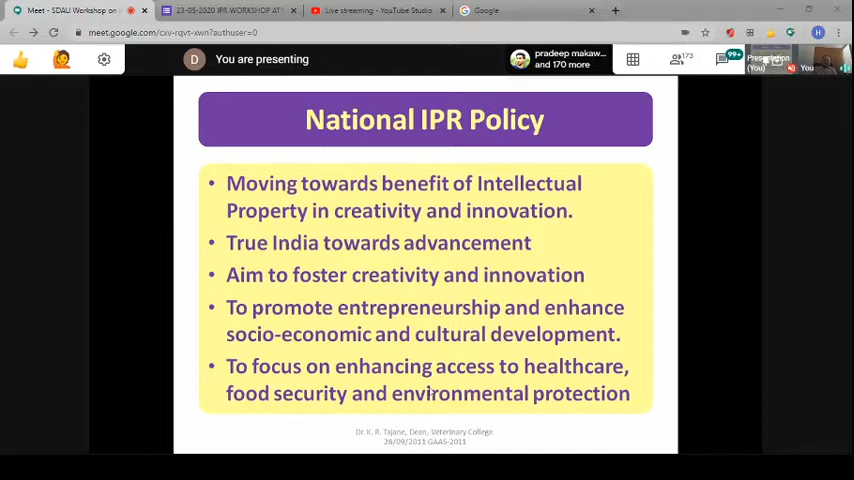 Meet - SDAU Workshop on
23-05-2020 IPR WORKSHOP ATT
Live streaming - YouTube Studio
Google
meet.google.com/cxv-rqvt-xwn?authuser=0
H
D
You are presenting
pradeep makaw...
and 170 more
173
99+
Presentation
(You)
You
National IPR Policy
• Moving towards benefit of Intellectual
Property in creativity and innovation.
• True India towards advancement
• Aim to foster creativity and innovation
• To promote entrepreneurship and enhance
socio-economic and cultural development.
• To focus on enhancing access to healthcare,
food security and environmental protection
Dr. K. R. Tajane, Dean, Veterinary College.
28/09/2011 GAAS-2011